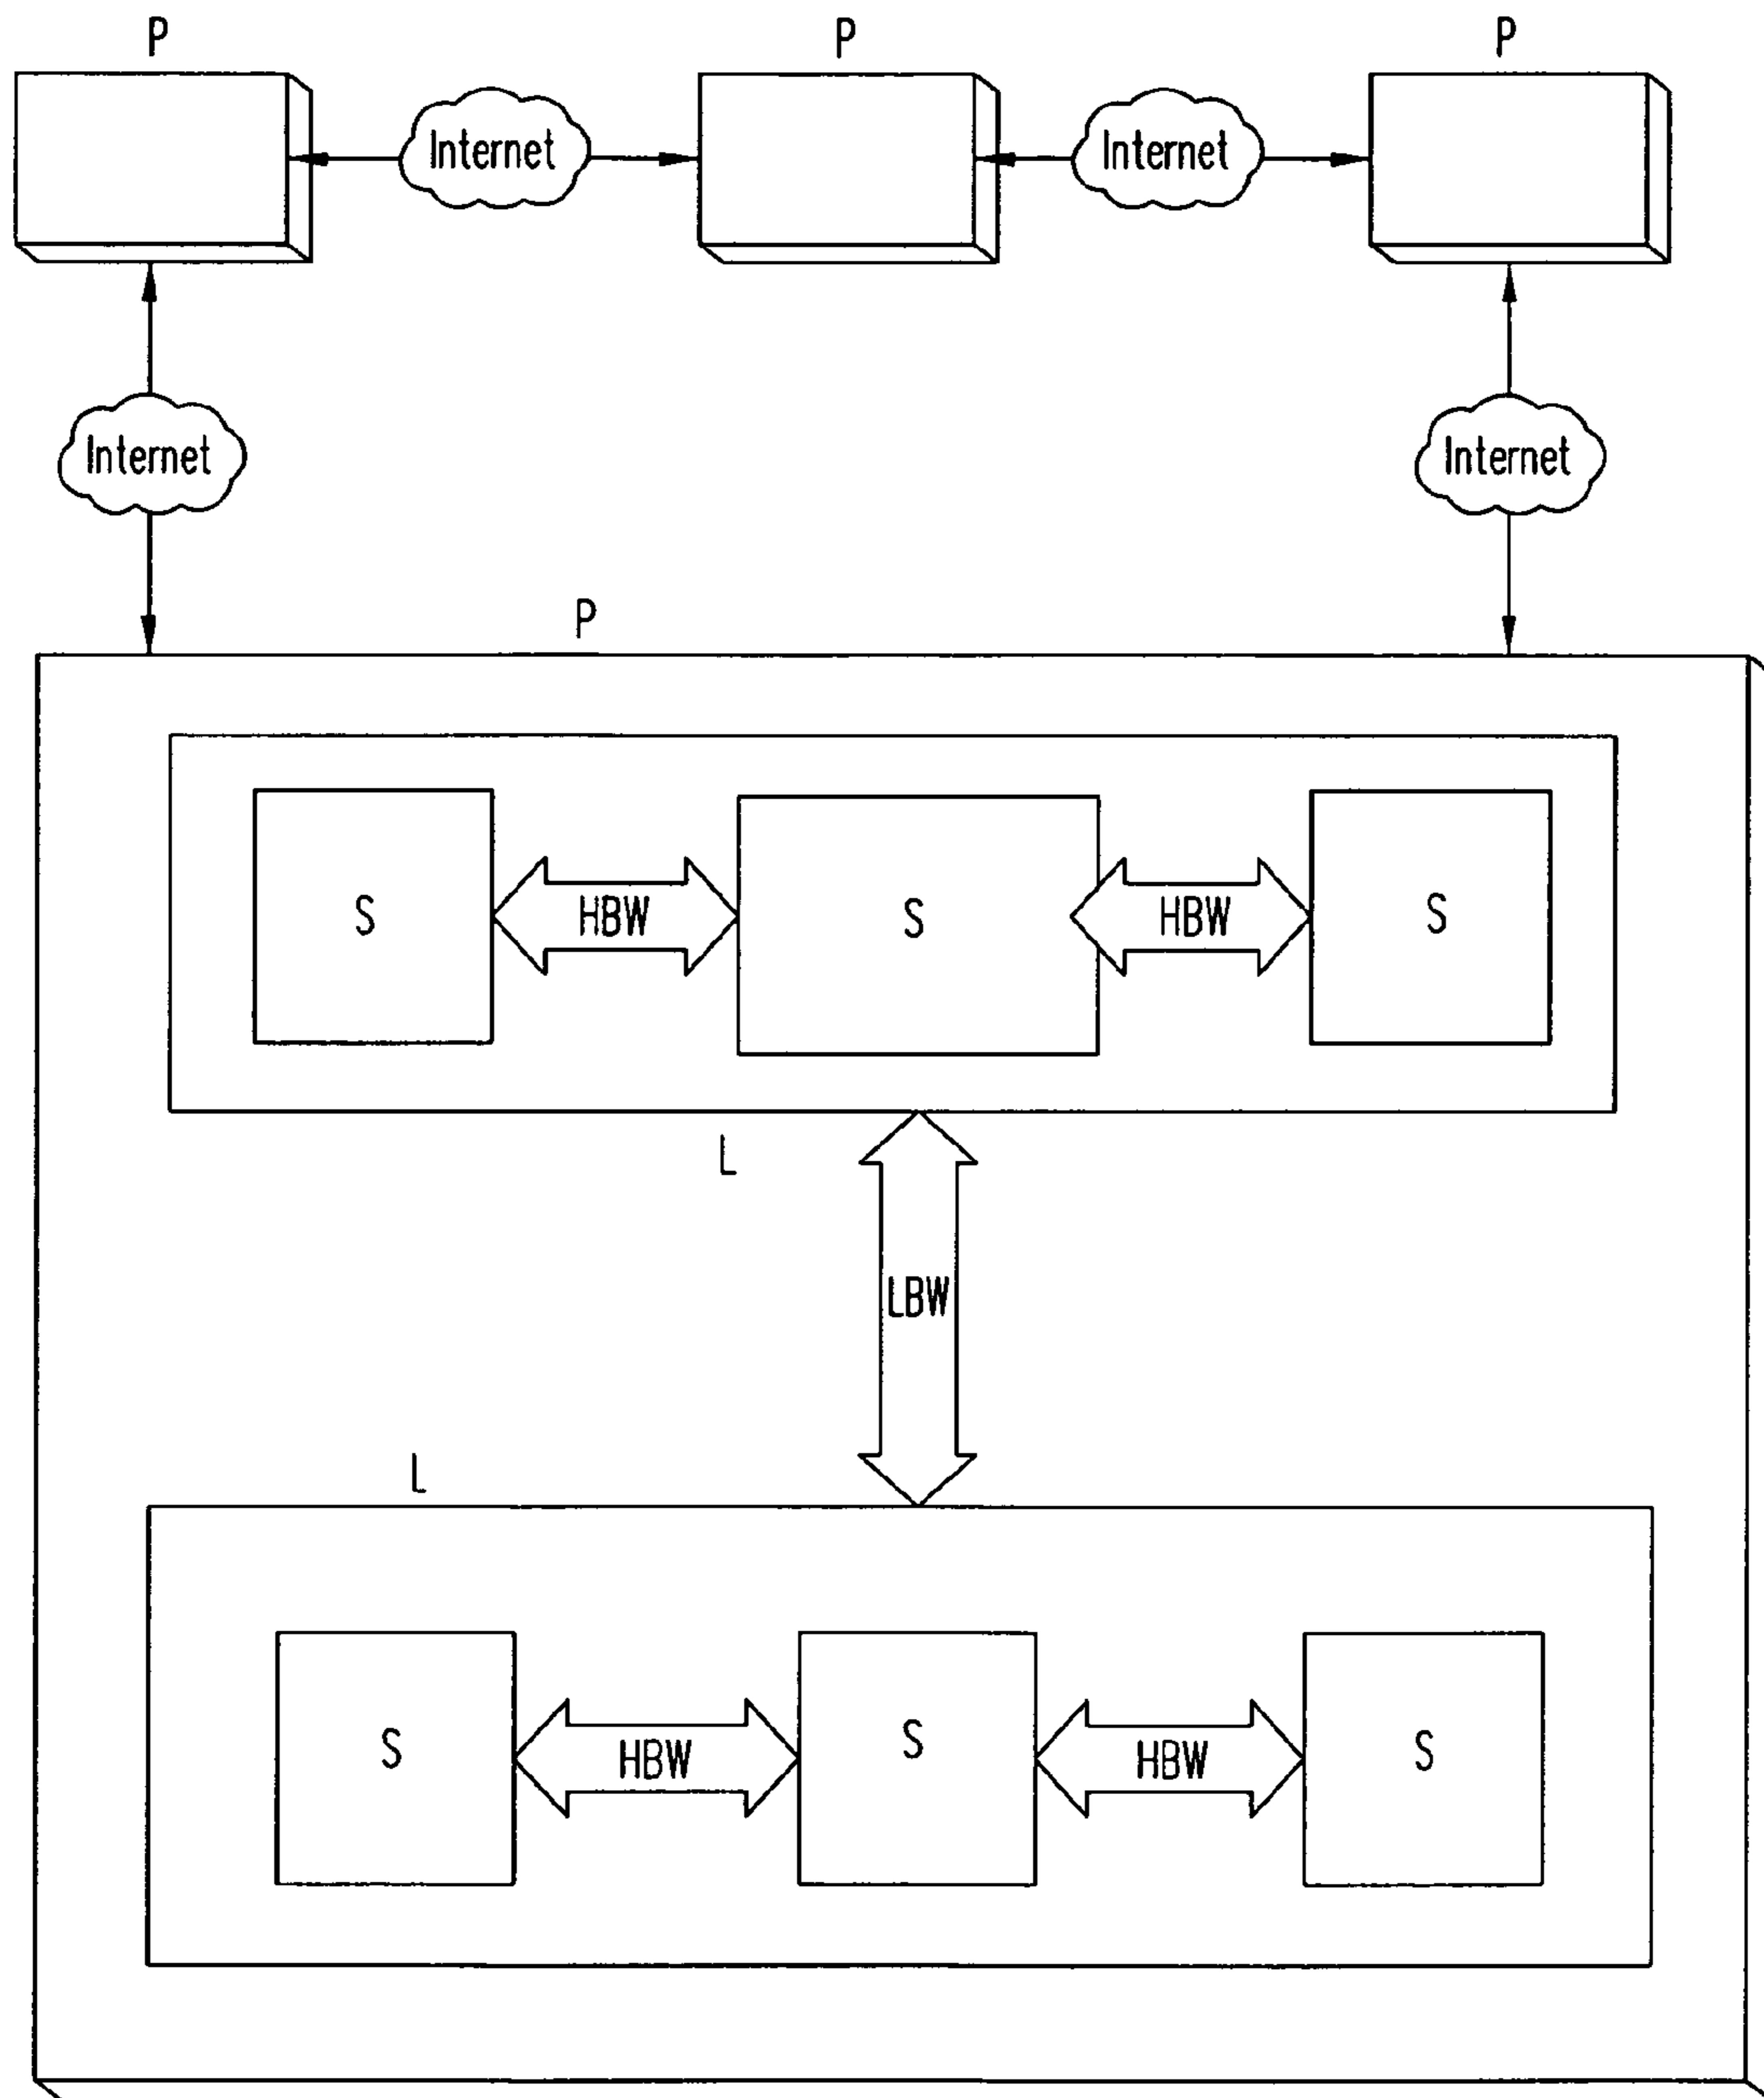 P P P
Internet Internet
Internet Internet
P
S HBW S HBW S
L
LBW
L
S HBW S HBW S